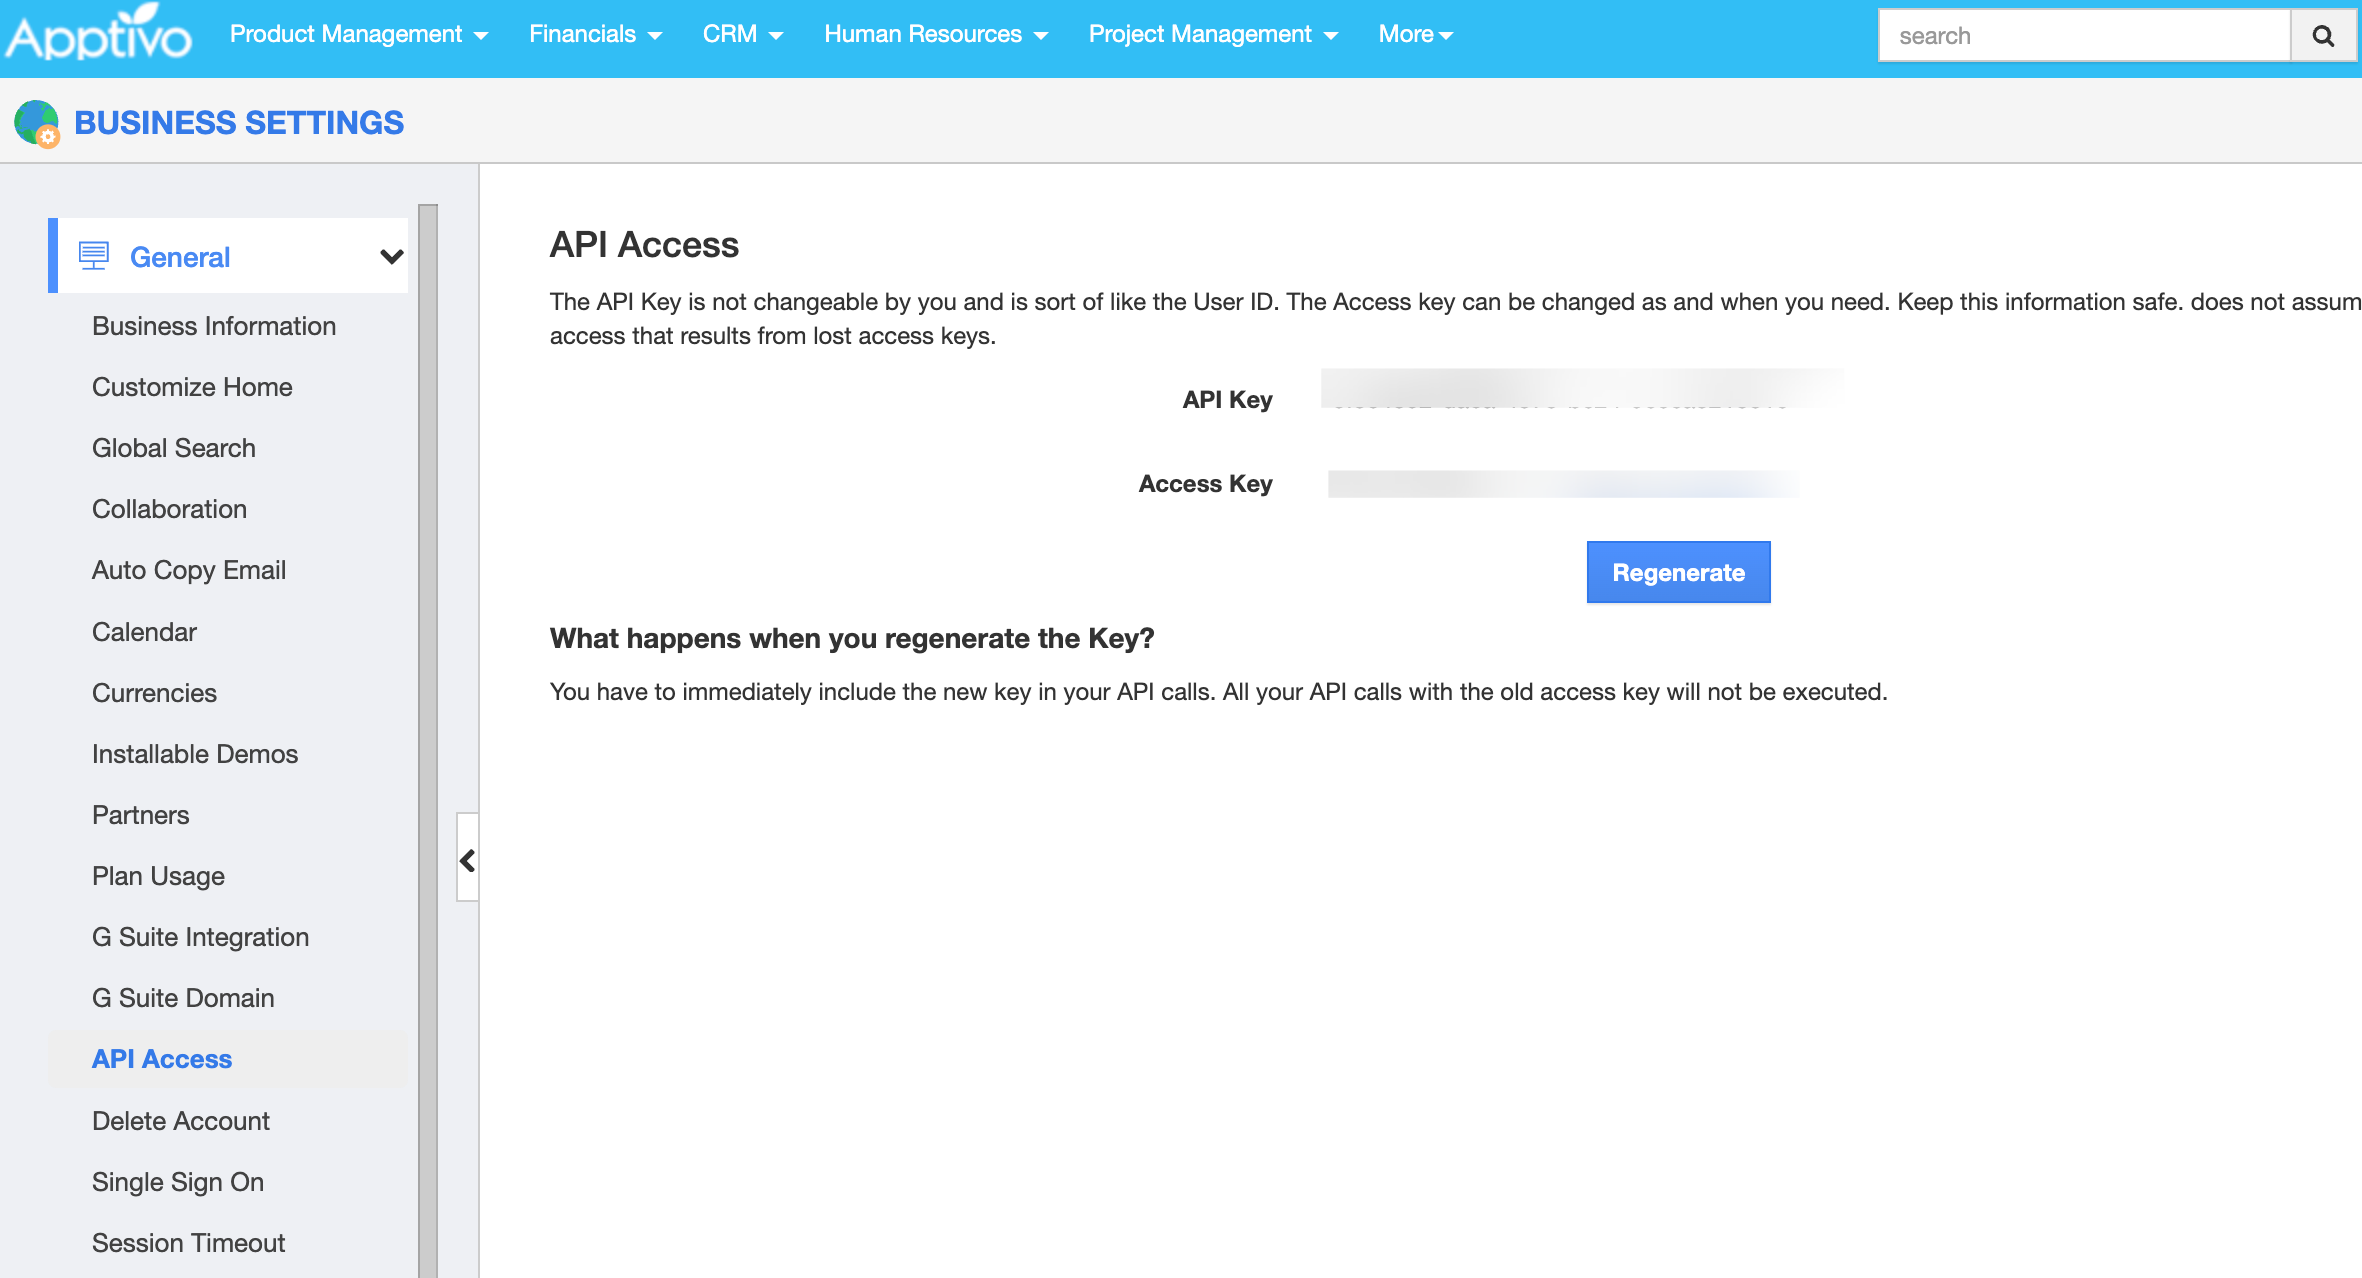 Apptivo
Product Management
Financials
CRM
Human Resources
Project Management
More
search
BUSINESS SETTINGS
General
Business Information
Customize Home
Global Search
Collaboration
Auto Copy Email
Calendar
Currencies
Installable Demos
Partners
Plan Usage
G Suite Integration
G Suite Domain
API Access
Delete Account
Single Sign On
Session Timeout
API Access
The API Key is not changeable by you and is sort of like the User ID. The Access key can be changed as and when you need. Keep this information safe. does not assum
access that results from lost access keys.
API Key
Access Key
Regenerate
What happens when you regenerate the Key?
You have to immediately include the new key in your API calls. All your API calls with the old access key will not be executed.